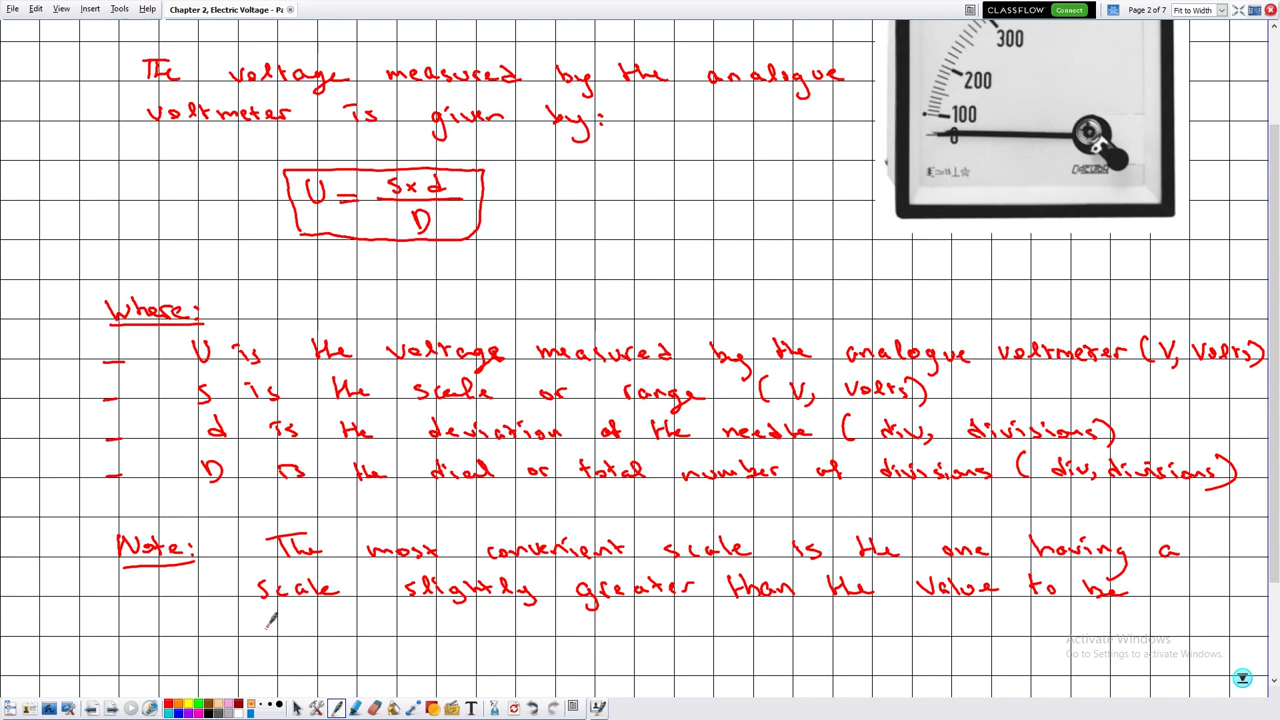 File Edit View Insert Tools Help Chapter 2, Electric Voltage - Pa CLASSFLOW Connect Page 2 of 7 Fit to Width
The voltage measured by the analogue
voltmeter is given by:
U = S x d
D
300
200
100
0
Where:
- U is the voltage measured by the analogue voltmeter (V, Volts)
- S is the scale or range (V, Volts)
- d is the deviation of the needle (div, divisions)
- D is the dial or total number of divisions (div, divisions)
Note: The most convenient scale is the one having a
scale slightly greater than the value to be
Activate Windows
Go to Settings to activate Windows.